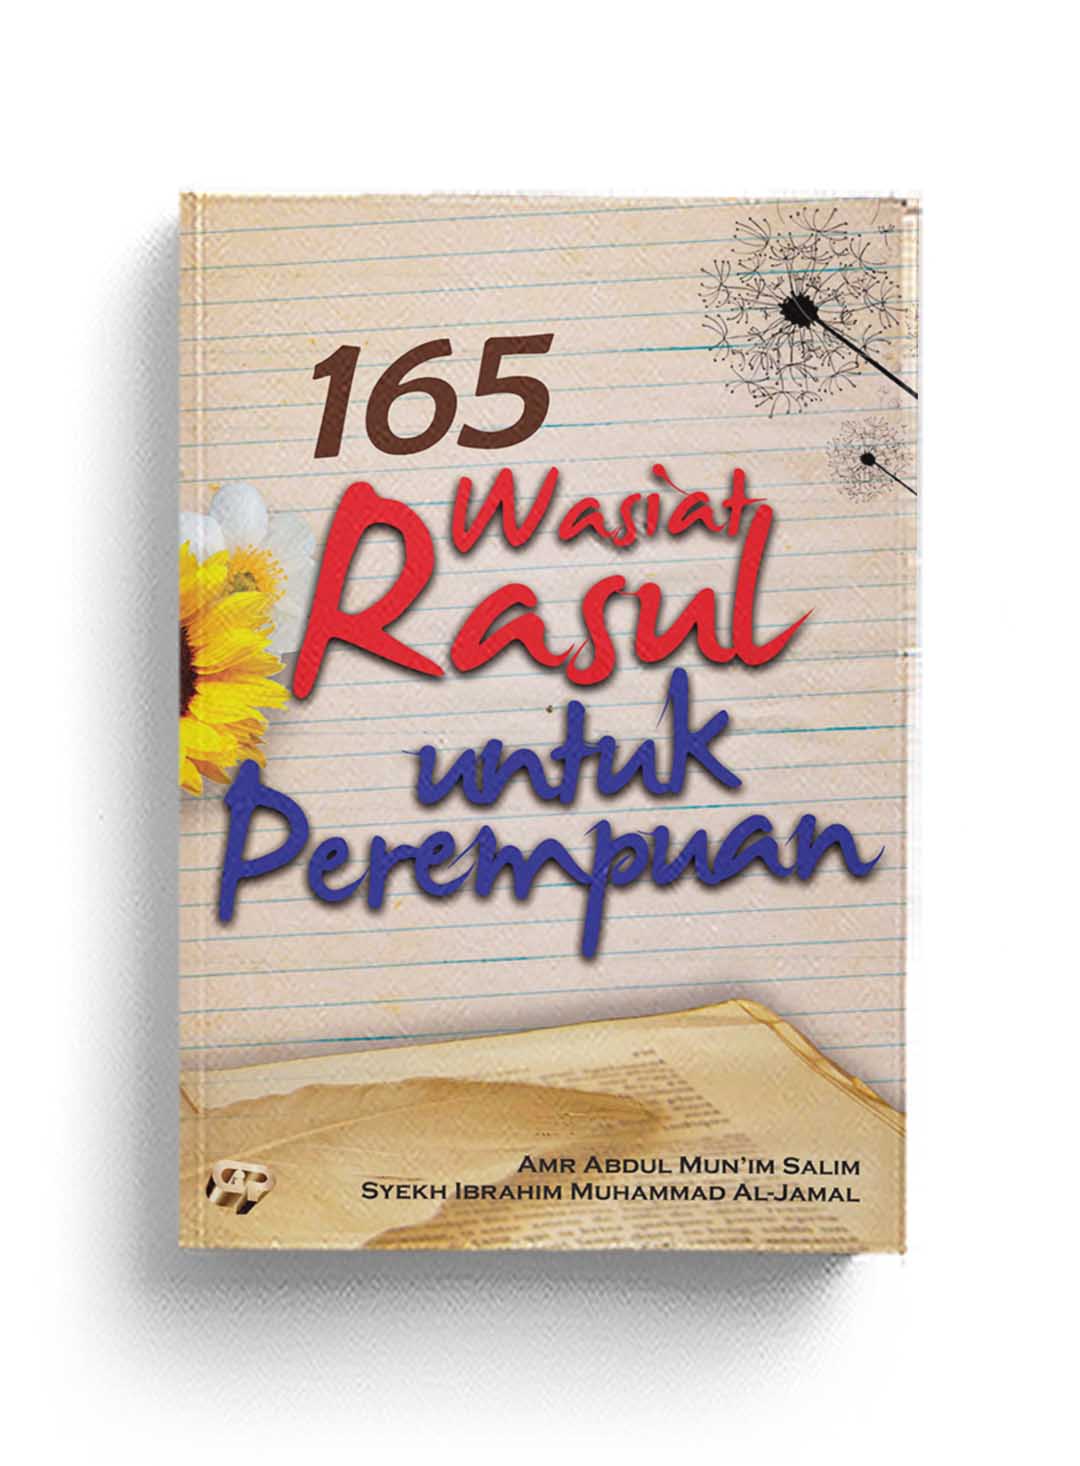 165
Wasiat
Rasul
untuk
Perempuan
AMR ABDUL MUN'IM SALIM
SYEKH IBRAHIM MUHAMMAD AL-JAMAL